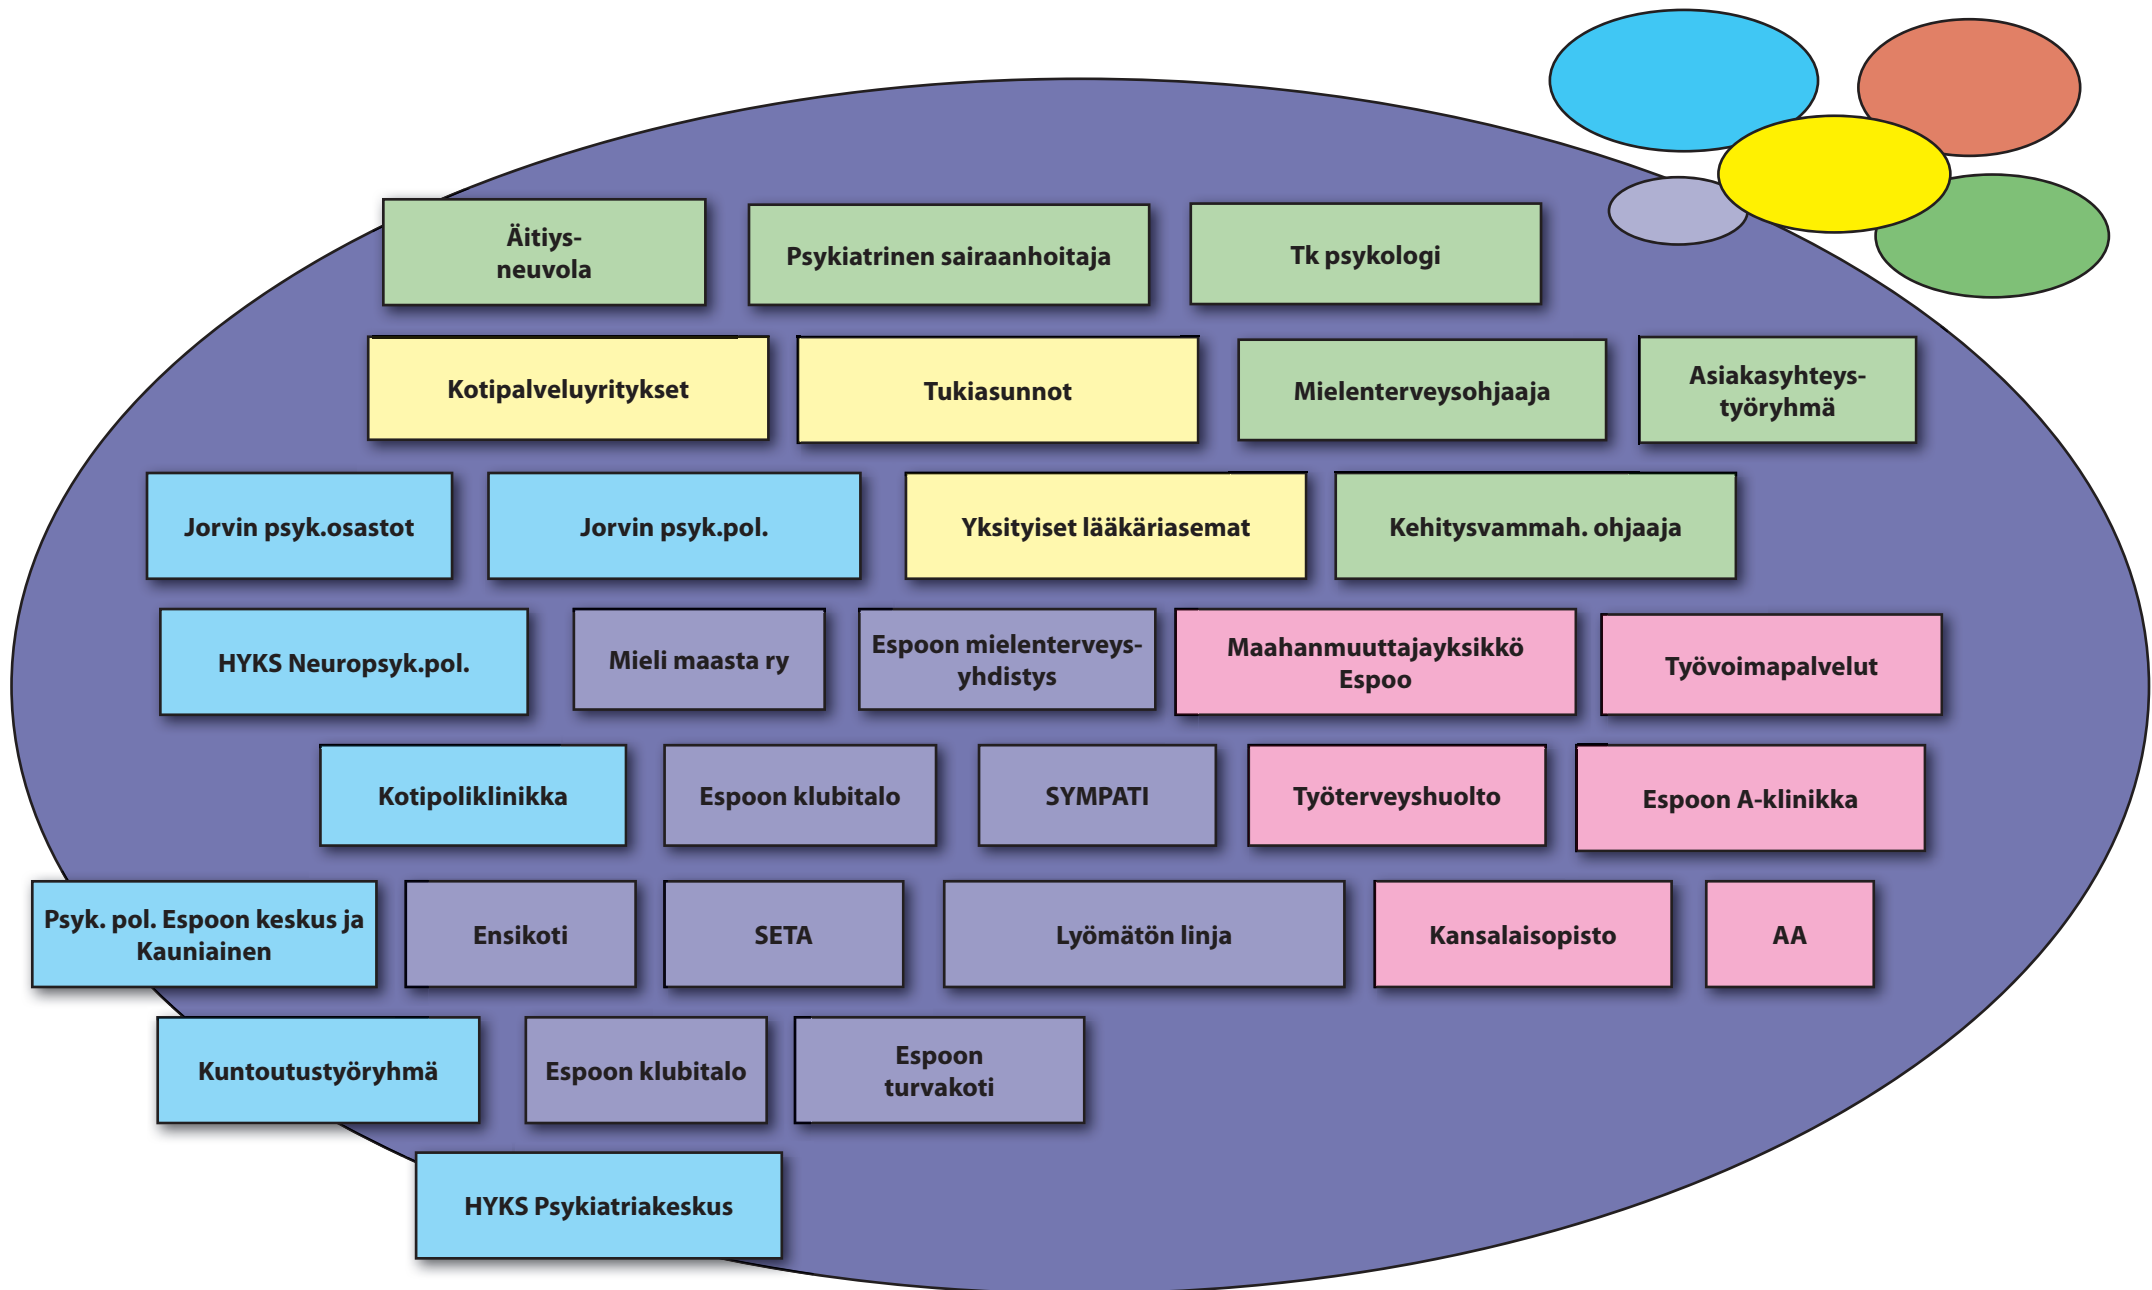 Äitiys-
neuvola
Psykiatrinen sairaanhoitaja
Tk psykologi
Kotipalveluyritykset
Tukiasunnot
Mielenterveysohjaaja
Asiakasyhteys-
työryhmä
Jorvin psyk.osastot
Jorvin psyk.pol.
Yksityiset lääkäriasemat
Kehitysvammah. ohjaaja
HYKS Neuropsyk.pol.
Mieli maasta ry
Espoon mielenterveys-
yhdistys
Maahanmuuttajayksikkö
Espoo
Työvoimapalvelut
Kotipoliklinikka
Espoon klubitalo
SYMPATI
Työterveyshuolto
Espoon A-klinikka
Psyk. pol. Espoon keskus ja
Kauniainen
Ensikoti
SETA
Lyömätön linja
Kansalaisopisto
AA
Kuntoutustyöryhmä
Espoon klubitalo
Espoon
turvakoti
HYKS Psykiatriakeskus